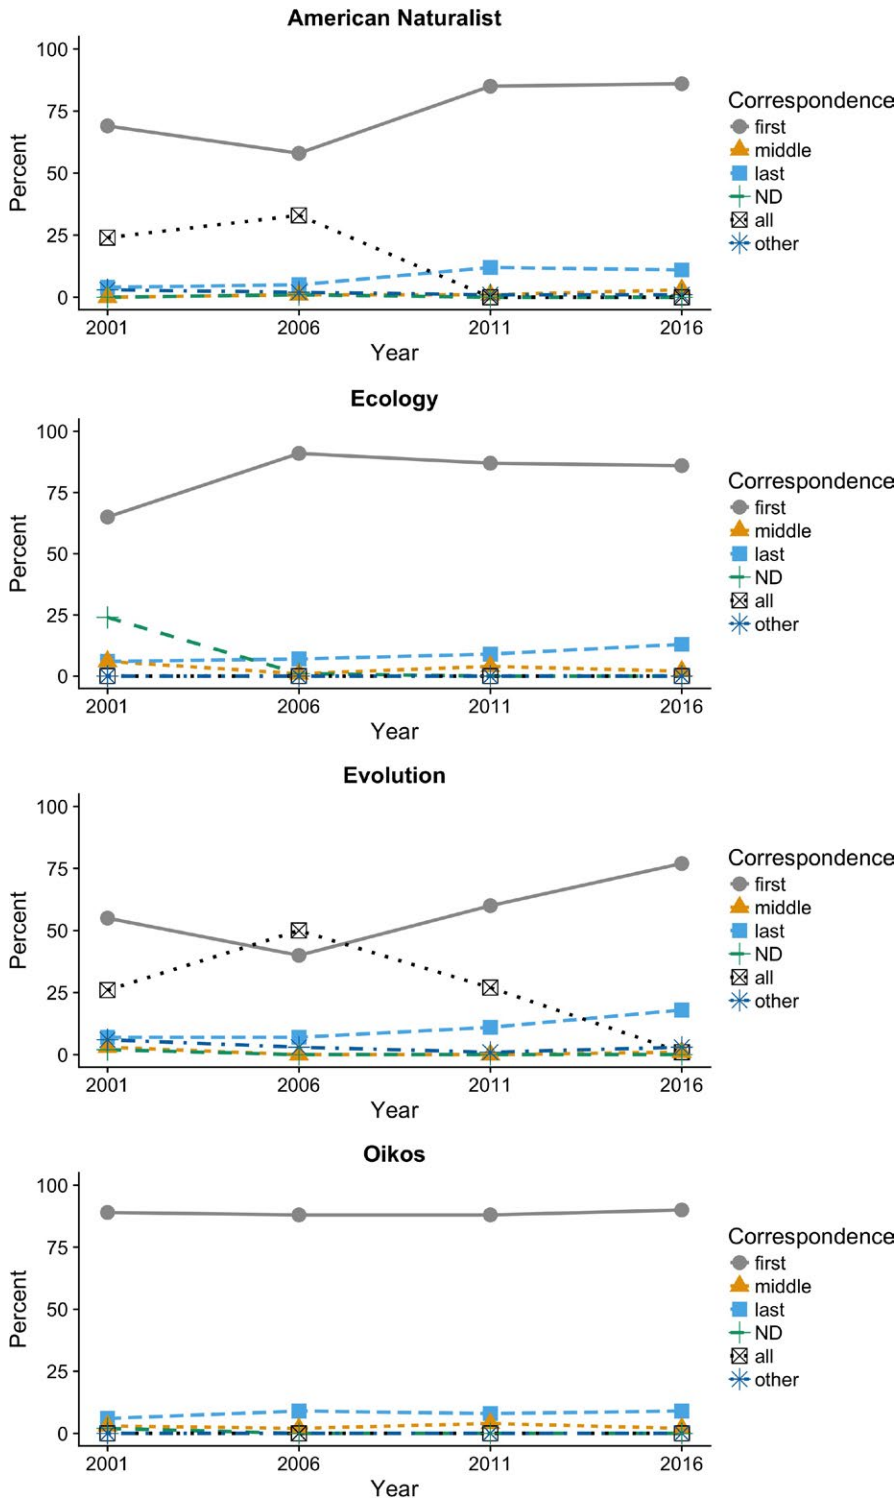 American Naturalist
100
75
50
25
0
Percent
2001 2006 2011 2016
Year
Correspondence
first
middle
last
ND
all
other
Ecology
100
75
50
25
0
Percent
2001 2006 2011 2016
Year
Correspondence
first
middle
last
ND
all
other
Evolution
100
75
50
25
0
Percent
2001 2006 2011 2016
Year
Correspondence
first
middle
last
ND
all
other
Oikos
100
75
50
25
0
Percent
2001 2006 2011 2016
Year
Correspondence
first
middle
last
ND
all
other